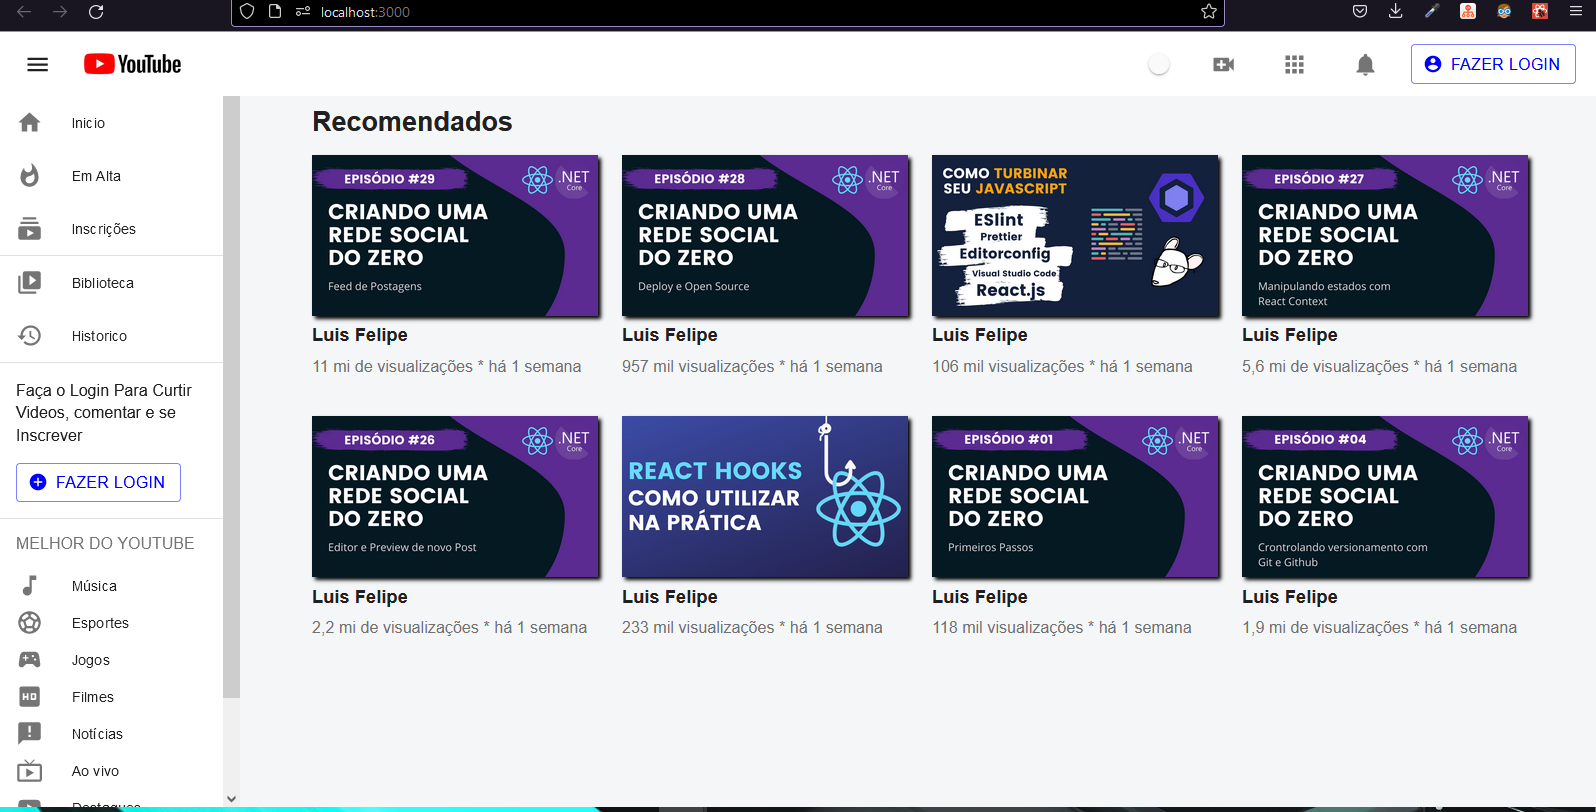 localhost:3000
YouTube
FAZER LOGIN
Inicio
Em Alta
Inscrições
Biblioteca
Historico
Faça o Login Para Curtir
Videos, comentar e se
Inscrever
FAZER LOGIN
MELHOR DO YOUTUBE
Música
Esportes
Jogos
HD
Filmes
Notícias
Ao vivo
Destaques
Recomendados
EPISÓDIO #29
.NET
Core
CRIANDO UMA
REDE SOCIAL
DO ZERO
Feed de Postagens
Luis Felipe
11 mi de visualizações * há 1 semana
EPISÓDIO #28
.NET
Core
CRIANDO UMA
REDE SOCIAL
DO ZERO
Deploy e Open Source
Luis Felipe
957 mil visualizações * há 1 semana
COMO TURBINAR
SEU JAVASCRIPT
ESlint
Prettier
Editorconfig
Visual Studio Code
React.js
Luis Felipe
106 mil visualizações * há 1 semana
EPISÓDIO #27
.NET
Core
CRIANDO UMA
REDE SOCIAL
DO ZERO
Manipulando estados com
React Context
Luis Felipe
5,6 mi de visualizações * há 1 semana
EPISÓDIO #26
.NET
Core
CRIANDO UMA
REDE SOCIAL
DO ZERO
Editor e Preview de novo Post
Luis Felipe
2,2 mi de visualizações * há 1 semana
REACT HOOKS
COMO UTILIZAR
NA PRÁTICA
Luis Felipe
233 mil visualizações * há 1 semana
EPISÓDIO #01
.NET
Core
CRIANDO UMA
REDE SOCIAL
DO ZERO
Primeiros Passos
Luis Felipe
118 mil visualizações * há 1 semana
EPISÓDIO #04
.NET
Core
CRIANDO UMA
REDE SOCIAL
DO ZERO
Crontrolando versionamento com
Git e Github
Luis Felipe
1,9 mi de visualizações * há 1 semana